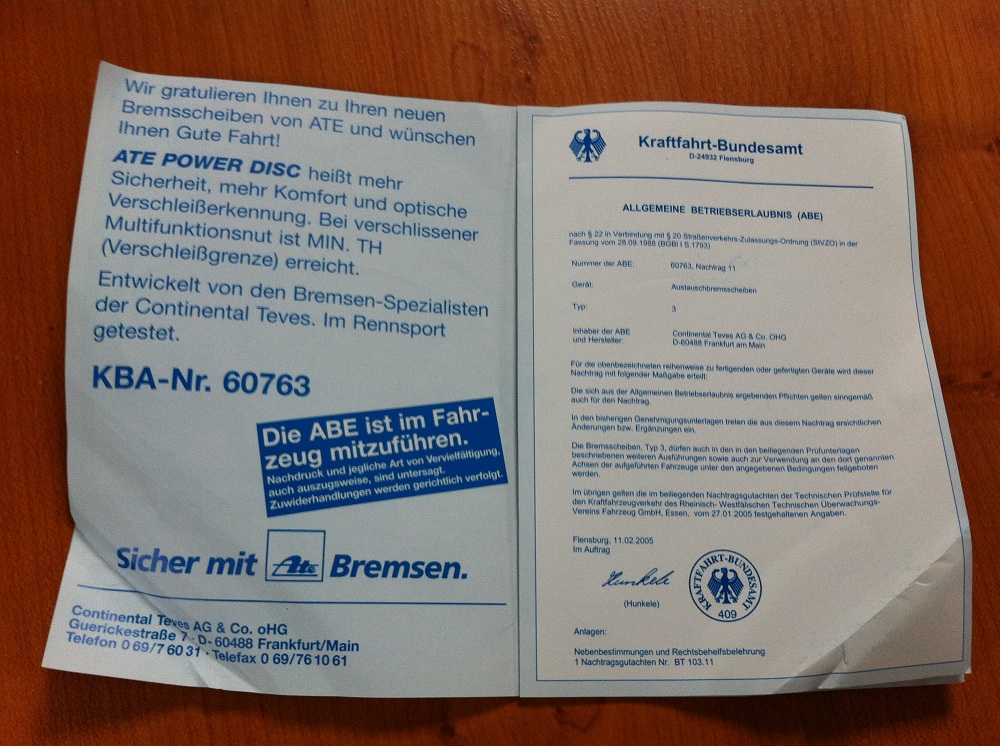 Wir gratulieren Ihnen zu Ihren neuen
Bremsscheiben von ATE und wünschen
Ihnen Gute Fahrt!
ATE POWER DISC heißt mehr
Sicherheit, mehr Komfort und optische
Verschleißerkennung. Bei verschlissener
Multifunktionsnut ist MIN. TH
(Verschleißgrenze) erreicht.
Entwickelt von den Bremsen-Spezialisten
der Continental Teves. Im Rennsport
getestet.
KBA-Nr. 60763
Die ABE ist im Fahr-
zeug mitzuführen.
Nachdruck und jegliche Art von Vervielfältigung,
auch auszugsweise, sind untersagt.
Zuwiderhandlungen werden gerichtlich verfolgt.
Sicher mit Ate Bremsen.
Continental Teves AG & Co. oHG
Guerickestraße 7 · D-60488 Frankfurt/Main
Telefon 0 69/7 60 31 · Telefax 0 69/76 10 61
Kraftfahrt-Bundesamt
D-24932 Flensburg
ALLGEMEINE BETRIEBSERLAUBNIS (ABE)
nach § 22 in Verbindung mit § 20 Straßenverkehrs-Zulassungs-Ordnung (StVZO) in der
Fassung vom 28.09.1988 (BGBl I S.1793)
Nummer der ABE: 60763, Nachtrag 11
Gerät: Austauschbremsscheiben
Typ: 3
Inhaber der ABE Continental Teves AG & Co. OHG
und Hersteller: D-60488 Frankfurt am Main
Für die obenbezeichneten reihenweise zu fertigenden oder gefertigten Geräte wird dieser
Nachtrag mit folgender Maßgabe erteilt:
Die sich aus der Allgemeinen Betriebserlaubnis ergebenden Pflichten gelten sinngemäß
auch für den Nachtrag.
In den bisherigen Genehmigungsunterlagen treten die aus diesem Nachtrag ersichtlichen
Änderungen bzw. Ergänzungen ein.
Die Bremsscheiben, Typ 3, dürfen auch in den in den beiliegenden Prüfunterlagen
beschriebenen weiteren Ausführungen sowie auch zur Verwendung an den dort genannten
Achsen der aufgeführten Fahrzeuge unter den angegebenen Bedingungen feilgeboten
werden.
Im übrigen gelten die im beiliegenden Nachtragsgutachten der Technischen Prüfstelle für
den Kraftfahrzeugverkehr des Rheinisch- Westfälischen Technischen Überwachungs-
Vereins Fahrzeug GmbH, Essen, vom 27.01.2005 festgehaltenen Angaben.
Flensburg, 11.02.2005
Im Auftrag
Hunkele
(Hunkele)
KRAFTFAHRT-BUNDESAMT
409
Anlagen:
Nebenbestimmungen und Rechtsbehelfsbelehrung
1 Nachtragsgutachten Nr. BT 103.11